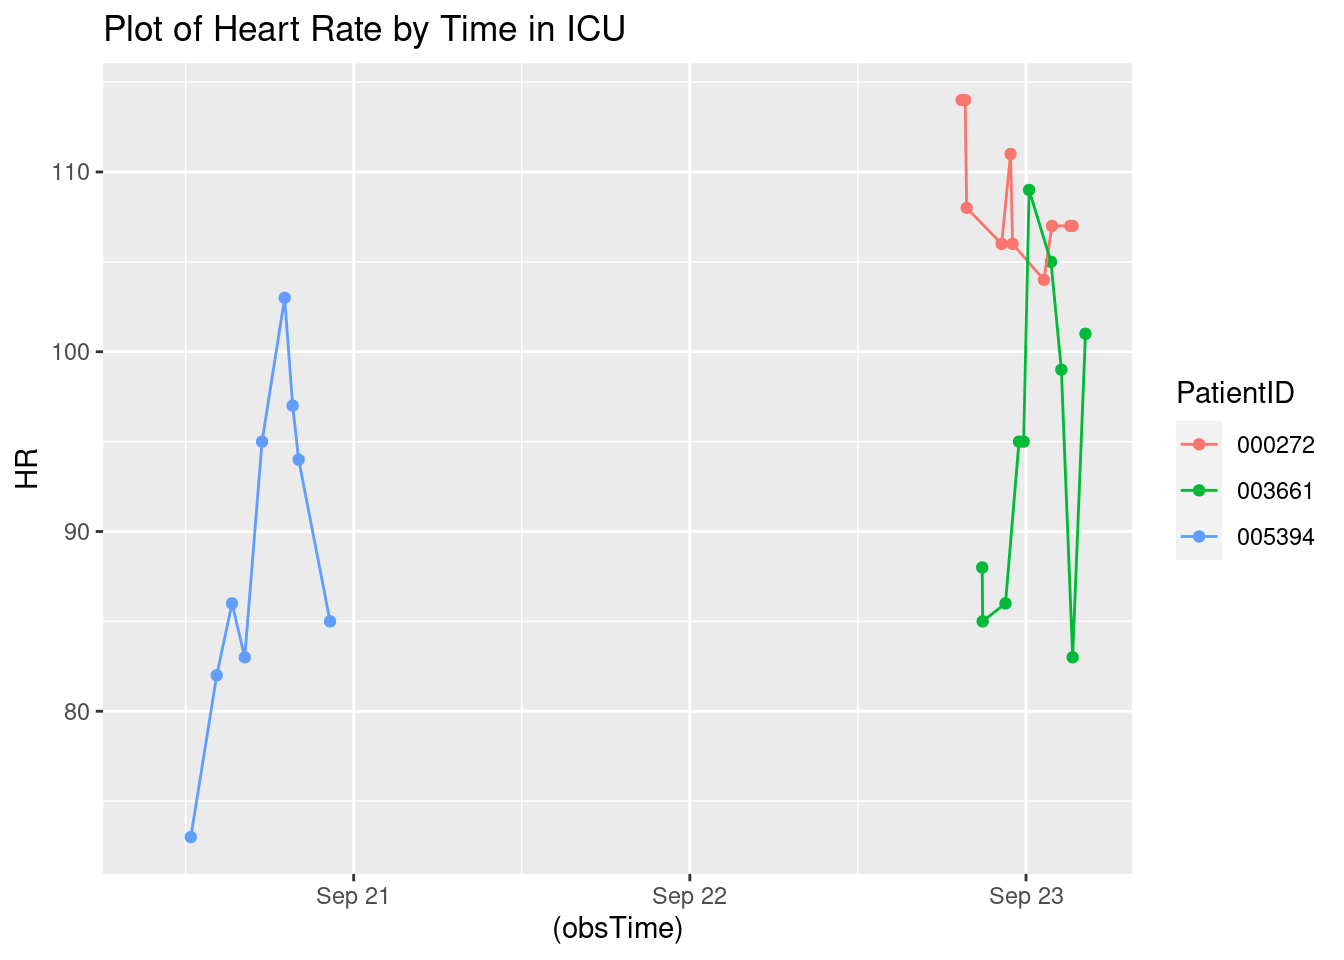 Plot of Heart Rate by Time in ICU
HR
110
100
90
80
Sep 21
Sep 22
Sep 23
(obsTime)
PatientID
000272
003661
005394